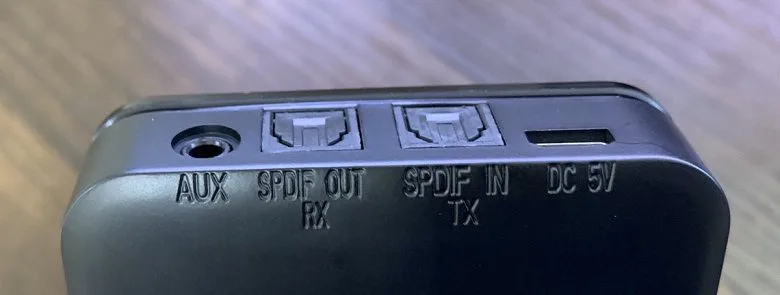 AUX
SPDIF OUT
RX
SPDIF IN
TX
DC 5V